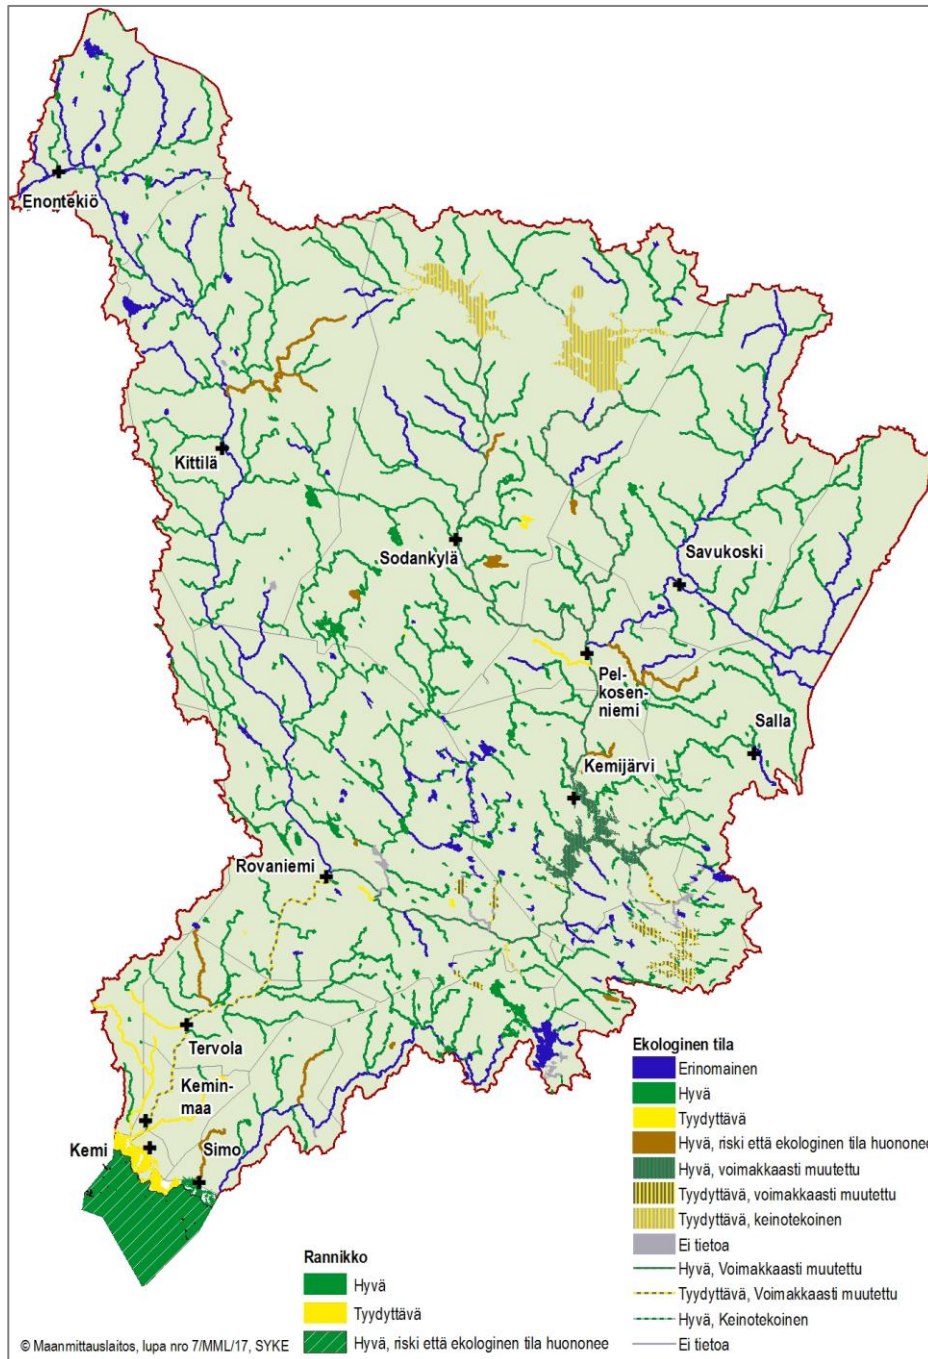 Enontekiö
Kittilä
Sodankylä
Savukoski
Pel-
kosen-
niemi
Salla
Kemijärvi
Rovaniemi
Tervola
Kemin-
maa
Kemi
Simo
Ekologinen tila
Erinomainen
Hyvä
Tyydyttävä
Hyvä, riski että ekologinen tila huononee
Hyvä, voimakkaasti muutettu
Tyydyttävä, voimakkaasti muutettu
Tyydyttävä, keinotekoinen
Ei tietoa
Hyvä, Voimakkaasti muutettu
Tyydyttävä, Voimakkaasti muutettu
Hyvä, Keinotekoinen
Ei tietoa
Rannikko
Hyvä
Tyydyttävä
Hyvä, riski että ekologinen tila huononee
© Maanmittauslaitos, lupa nro 7/MML/17, SYKE